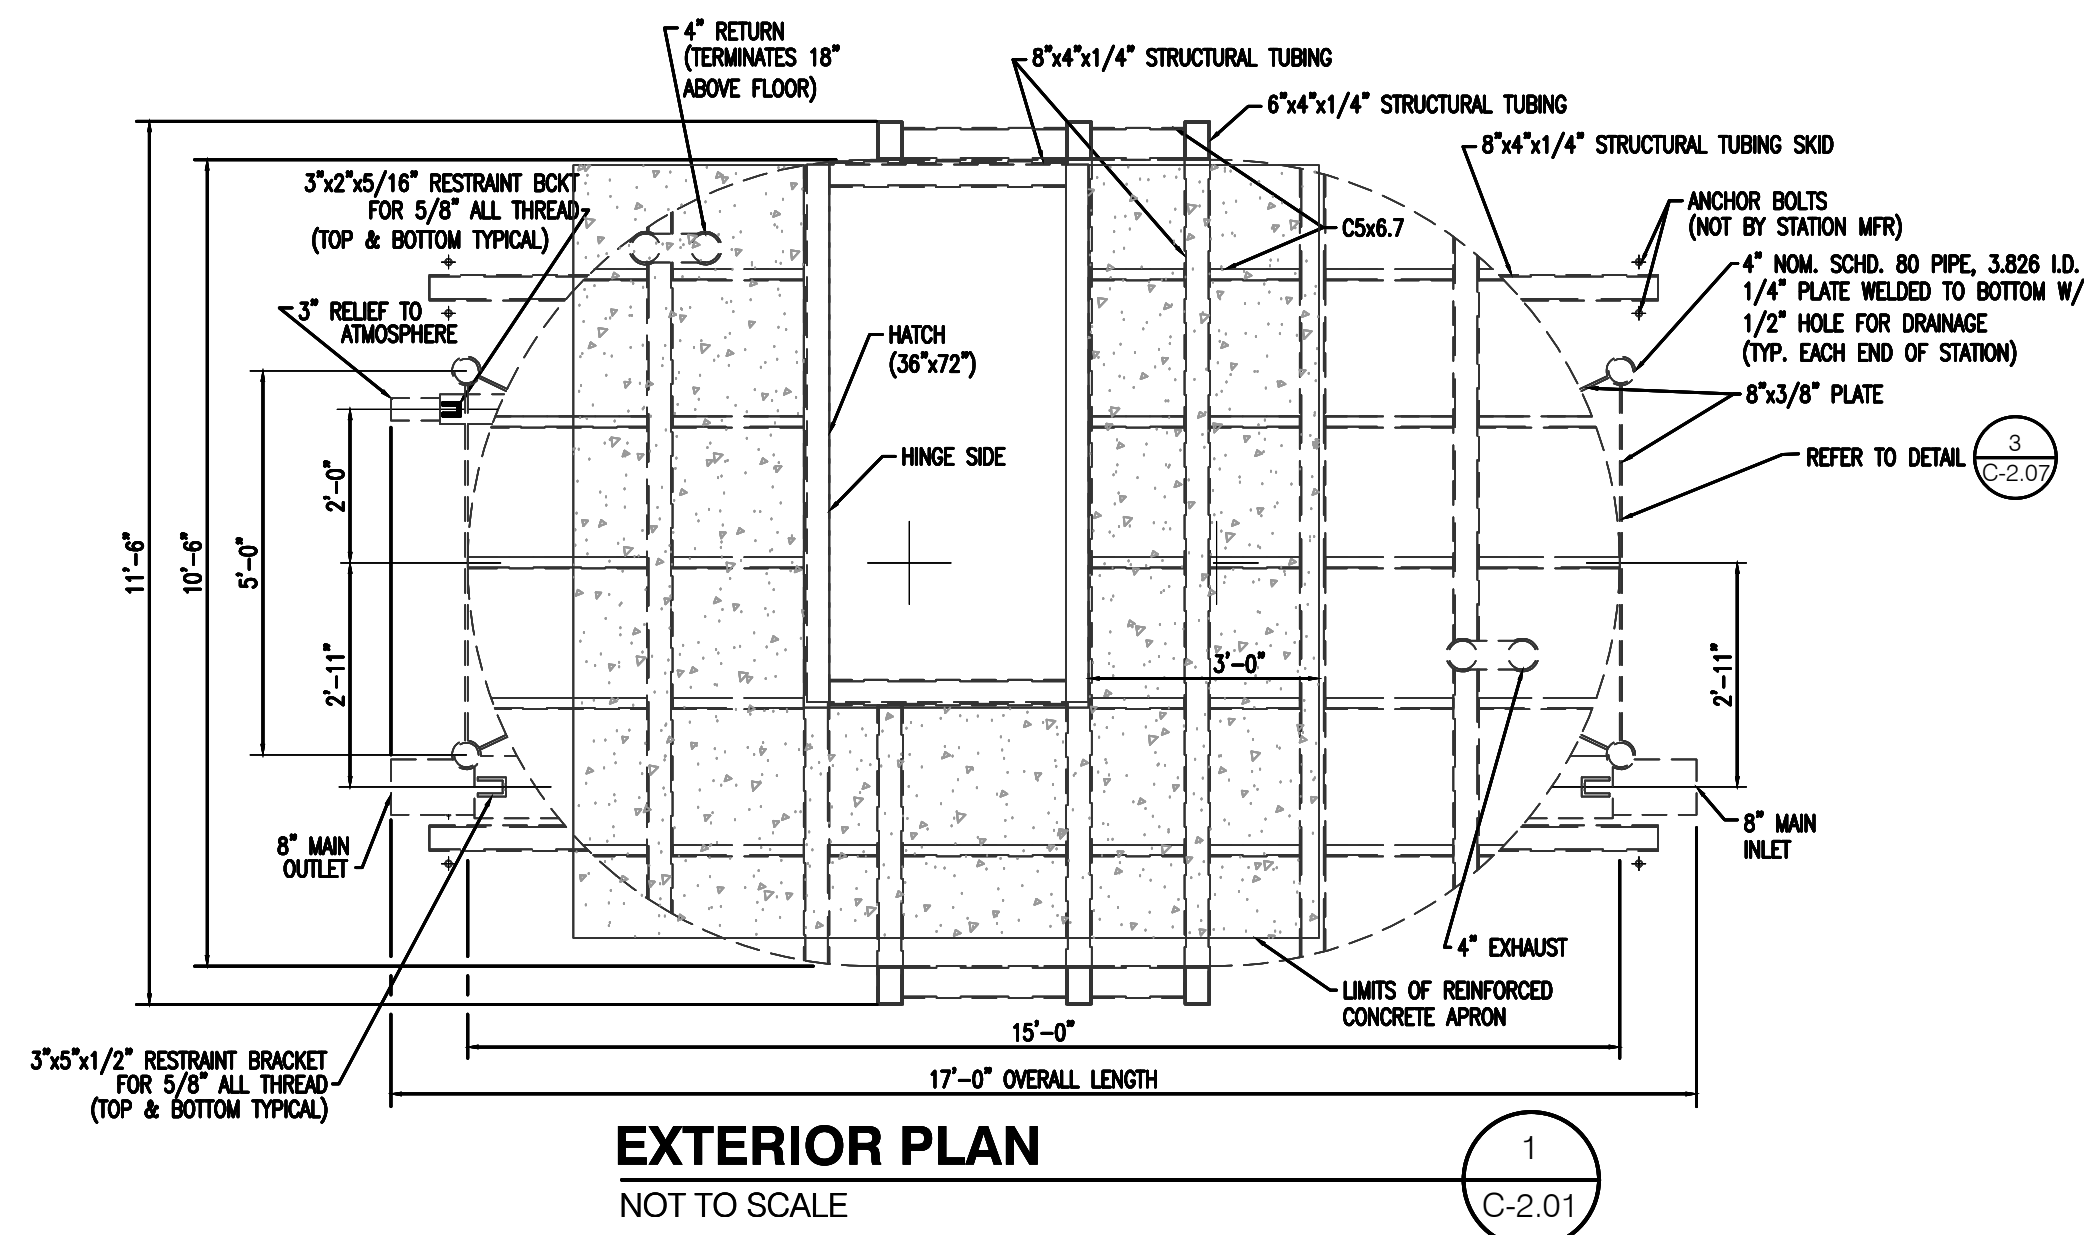 4" RETURN
(TERMINATES 18"
ABOVE FLOOR)
8"x4"x1/4" STRUCTURAL TUBING
6"x4"x1/4" STRUCTURAL TUBING
8"x4"x1/4" STRUCTURAL TUBING SKID
3"x2"x5/16" RESTRAINT BCKT
FOR 5/8" ALL THREAD
(TOP & BOTTOM TYPICAL)
ANCHOR BOLTS
(NOT BY STATION MFR)
C5x6.7
4" NOM. SCHD. 80 PIPE, 3.826 I.D.
1/4" PLATE WELDED TO BOTTOM W/
1/2" HOLE FOR DRAINAGE
(TYP. EACH END OF STATION)
3" RELIEF TO
ATMOSPHERE
HATCH
(36"x72")
8"x3/8" PLATE
HINGE SIDE
REFER TO DETAIL
3
C-2.07
11'-6"
10'-6"
5'-0"
2'-0"
2'-11"
3'-0"
2'-11"
8" MAIN
OUTLET
8" MAIN
INLET
4" EXHAUST
LIMITS OF REINFORCED
CONCRETE APRON
15'-0"
3"x5"x1/2" RESTRAINT BRACKET
FOR 5/8" ALL THREAD
(TOP & BOTTOM TYPICAL)
17'-0" OVERALL LENGTH
EXTERIOR PLAN
NOT TO SCALE
1
C-2.01